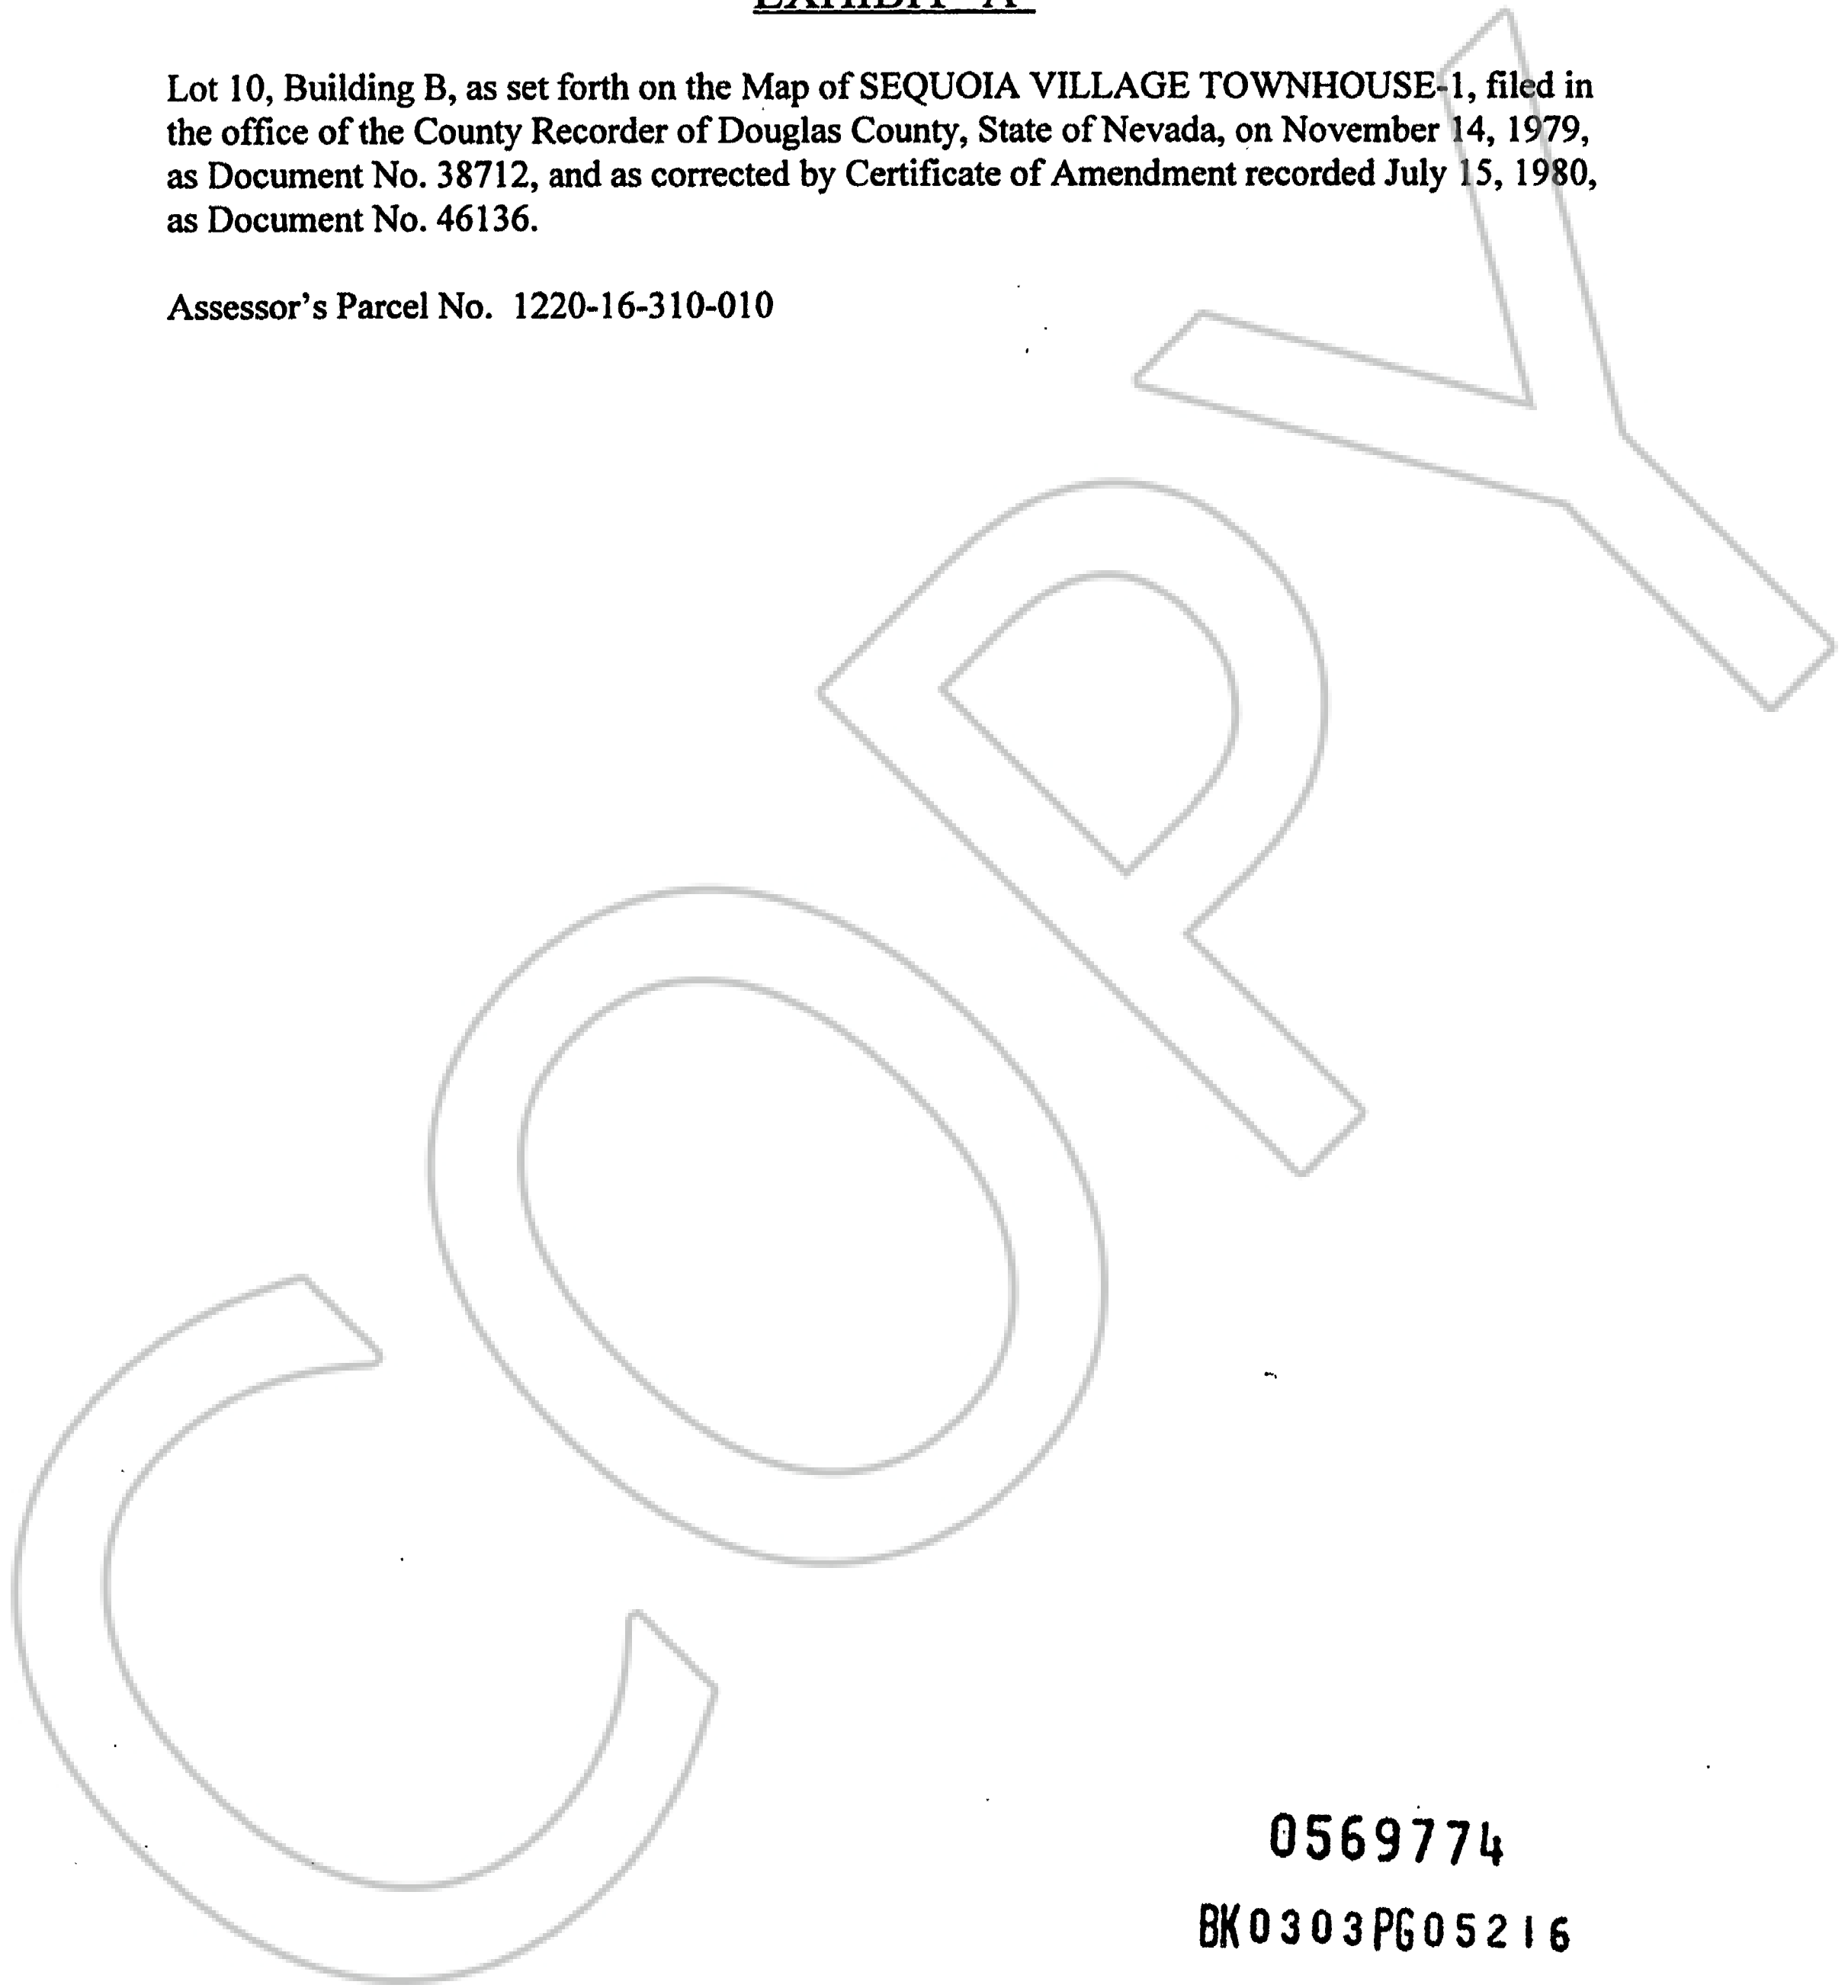 EXHIBIT "A"
Lot 10, Building B, as set forth on the Map of SEQUOIA VILLAGE TOWNHOUSE-1, filed in
the office of the County Recorder of Douglas County, State of Nevada, on November 14, 1979,
as Document No. 38712, and as corrected by Certificate of Amendment recorded July 15, 1980,
as Document No. 46136.
Assessor's Parcel No. 1220-16-310-010
COPY
0569774
BK0303PG05216